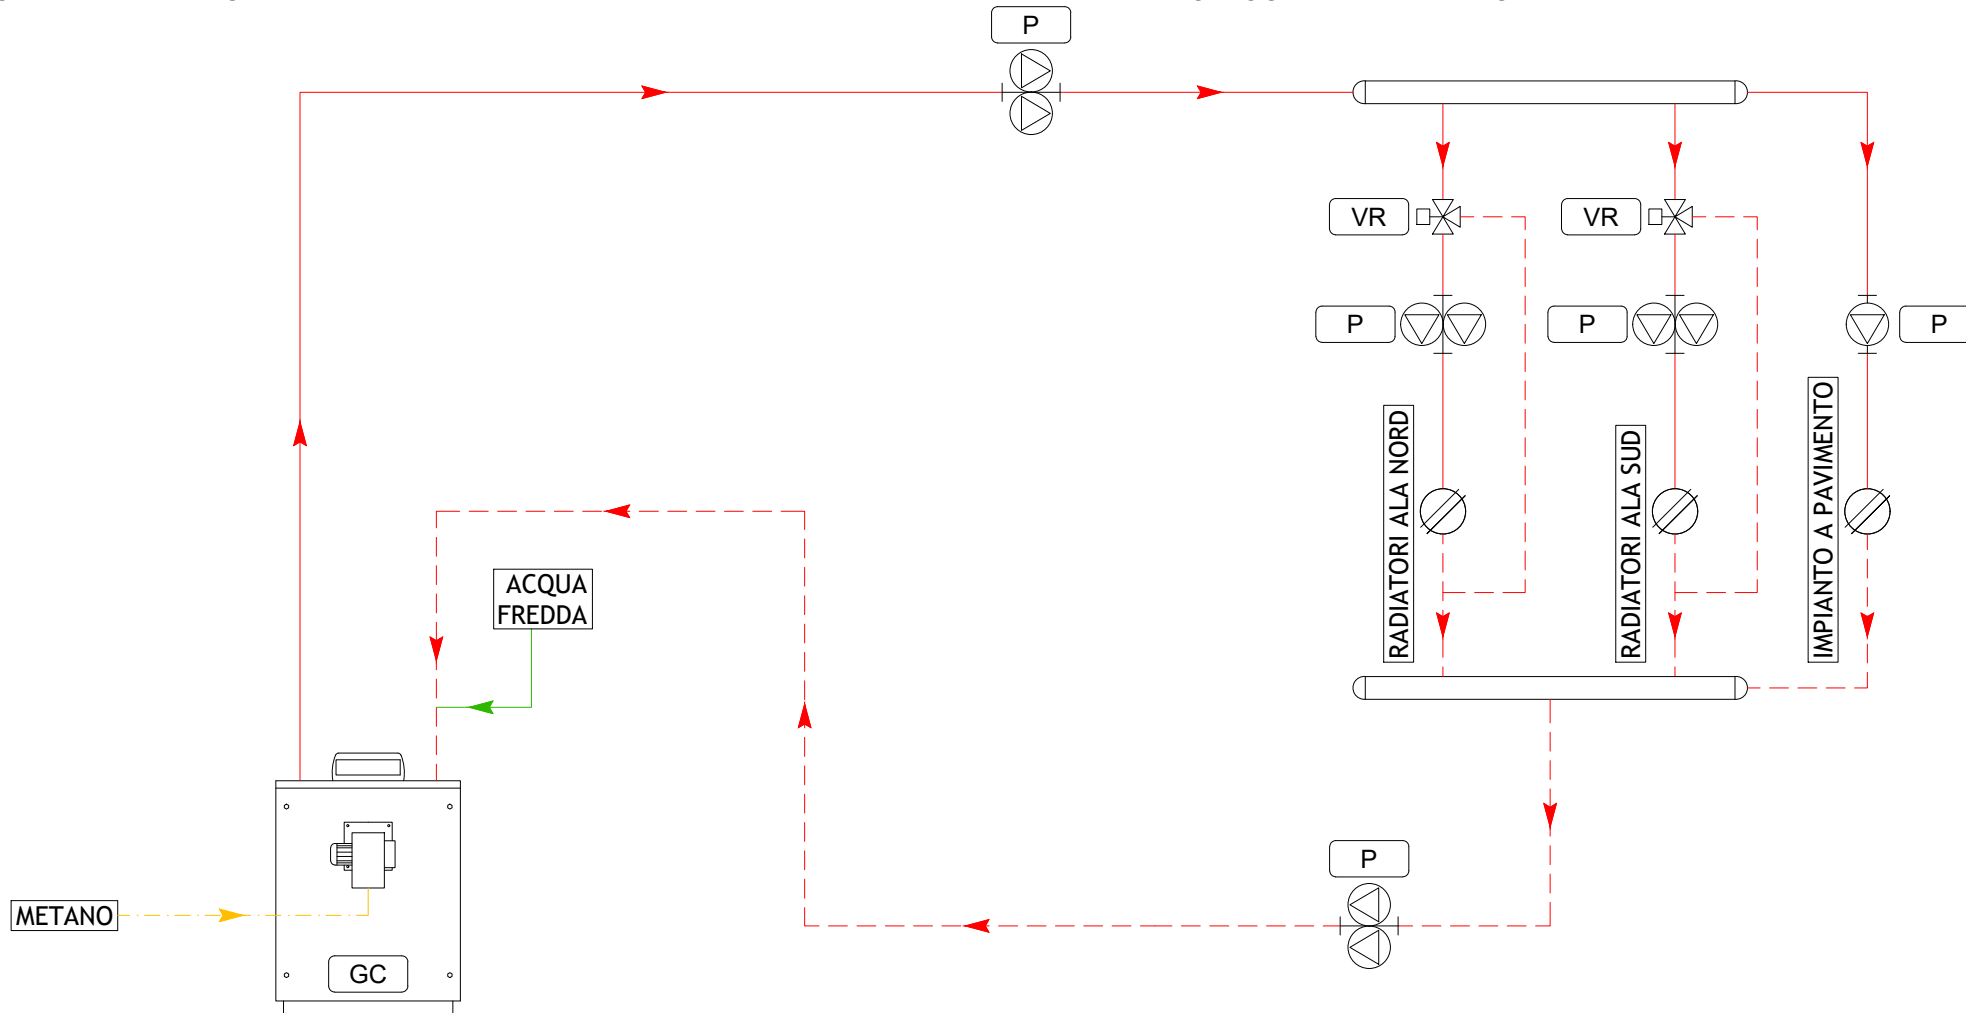 P
VR
VR
P
P
P
RADIATORI ALA NORD
RADIATORI ALA SUD
IMPIANTO A PAVIMENTO
ACQUA
FREDDA
P
METANO
GC